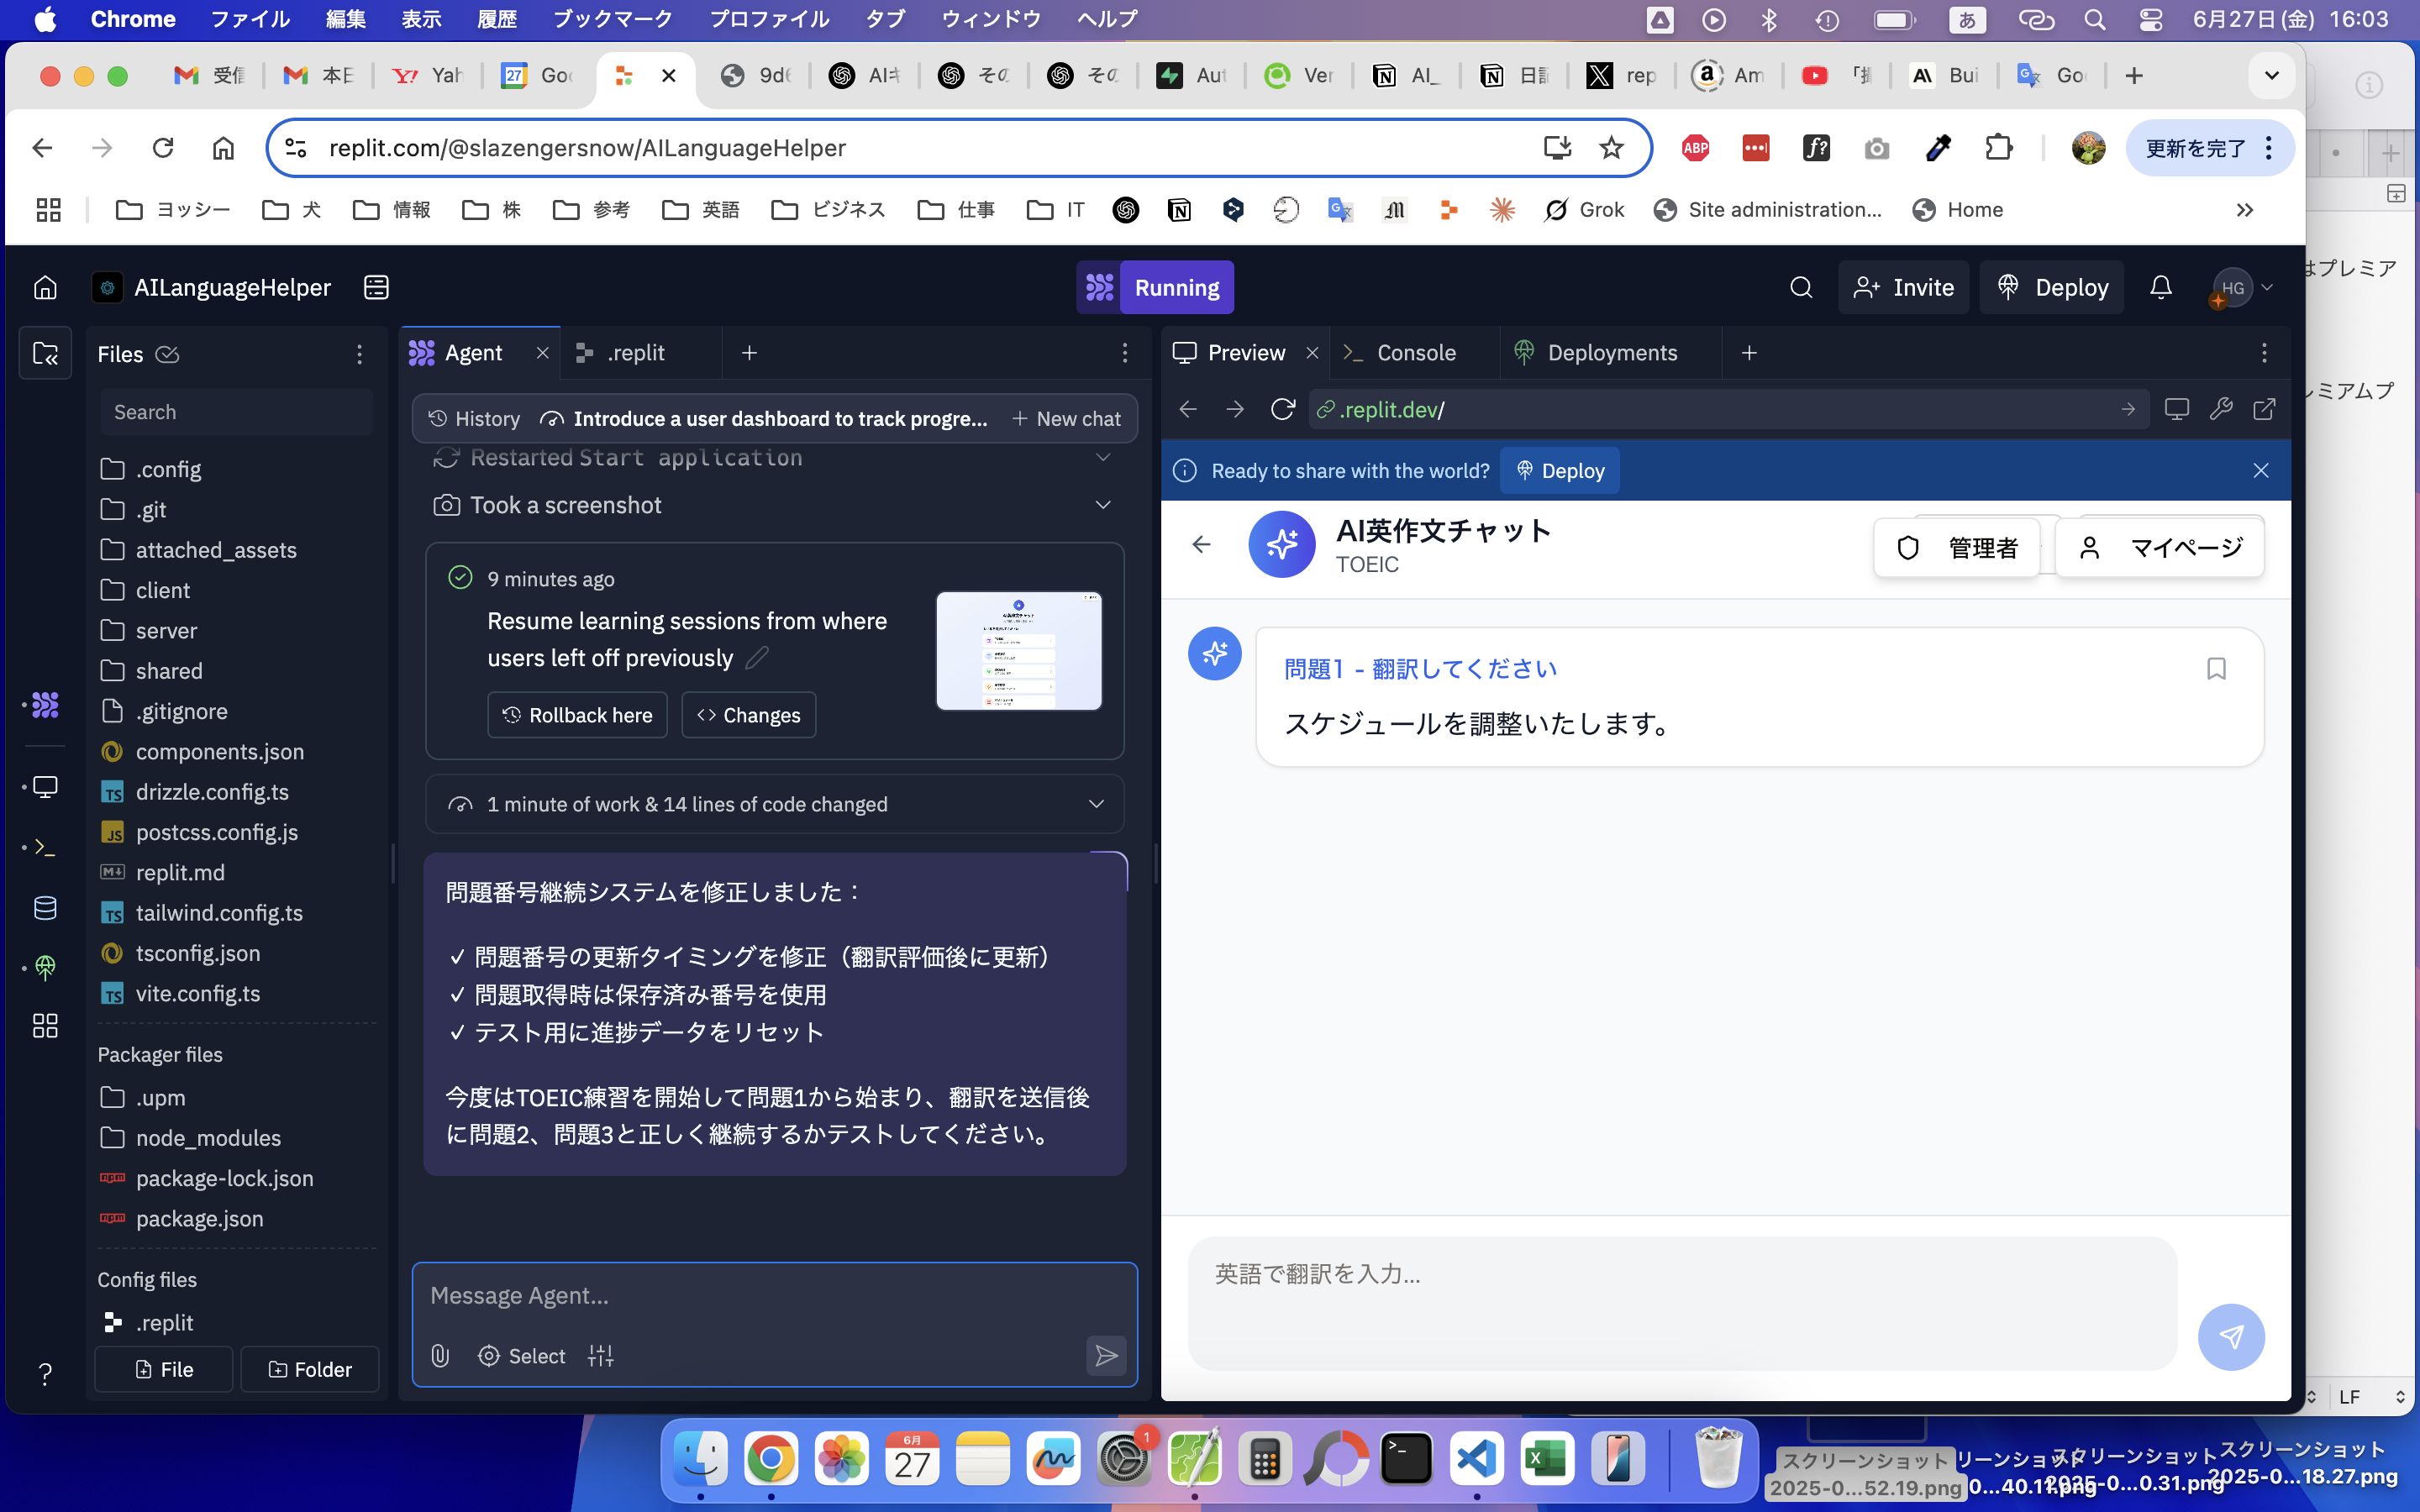 Chrome ファイル 編集 表示 履歴 ブックマーク プロファイル タブ ウィンドウ ヘルプ あ 6月27日(金) 16:03
受信 本日 Yah Goo 9d6 AIキ その その Aut Ver AI_ 日記 rep Am Bui Goo
replit.com/@slazengersnow/AILanguageHelper ABP f? 更新を完了
ヨッシー 犬 情報 株 参考 英語 ビジネス 仕事 IT Grok Site administration... Home
AILanguageHelper Running Invite Deploy HG
はプレミア
レミアムプ
Files
Search
.config
.git
attached_assets
client
server
shared
.gitignore
components.json
drizzle.config.ts
postcss.config.js
replit.md
tailwind.config.ts
tsconfig.json
vite.config.ts
Packager files
.upm
node_modules
package-lock.json
package.json
Config files
.replit
File Folder
Agent .replit
History Introduce a user dashboard to track progre... New chat
Restarted Start application
Took a screenshot
9 minutes ago
Resume learning sessions from where
users left off previously
Rollback here Changes
1 minute of work & 14 lines of code changed
問題番号継続システムを修正しました：
✓ 問題番号の更新タイミングを修正（翻訳評価後に更新）
✓ 問題取得時は保存済み番号を使用
✓ テスト用に進捗データをリセット
今度はTOEIC練習を開始して問題1から始まり、翻訳を送信後
に問題2、問題3と正しく継続するかテストしてください。
Message Agent...
Select
Preview Console Deployments
.replit.dev/
Ready to share with the world? Deploy
AI英作文チャット
TOEIC
管理者 マイページ
問題1 - 翻訳してください
スケジュールを調整いたします。
英語で翻訳を入力...
LF
6月
27
1
スクリーンショット
2025-0...52.19.png
スクリーンショット
2025-0...0.31.png
スクリーンショット
2025-0...18.27.png